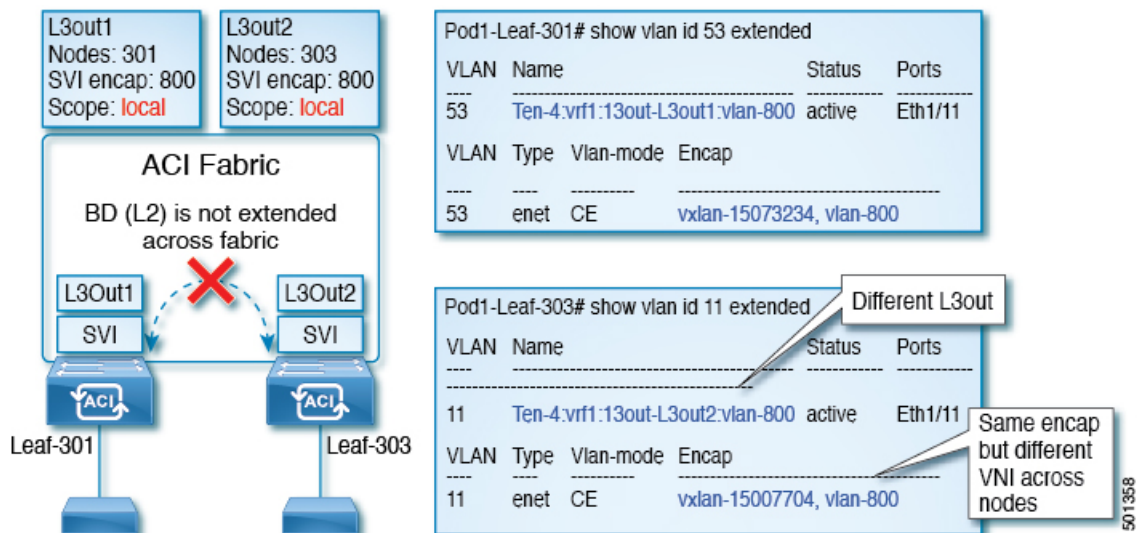 L3out1
Nodes: 301
SVI encap: 800
Scope: local
L3out2
Nodes: 303
SVI encap: 800
Scope: local
ACI Fabric
BD (L2) is not extended
across fabric
L3Out1
SVI
L3Out2
SVI
ACI
ACI
Leaf-301
Leaf-303
Pod1-Leaf-301# show vlan id 53 extended
VLAN Name Status Ports
---- -------------------------------- ---------------- ----------------
53 Ten-4:vrf1:13out-L3out1:vlan-800 active Eth1/11
VLAN Type Vlan-mode Encap
---- ---- ---------- -------------------------------
53 enet CE vxlan-15073234, vlan-800
Pod1-Leaf-303# show vlan id 11 extended
Different L3out
VLAN Name Status Ports
---- -------------------------------- ---------------- ----------------
-------------------------------------------------
11 Ten-4:vrf1:13out-L3out2:vlan-800 active Eth1/11
VLAN Type Vlan-mode Encap
---- ---- ---------- -------------------------------
11 enet CE vxlan-15007704, vlan-800
Same encap
but different
VNI across
nodes
501358